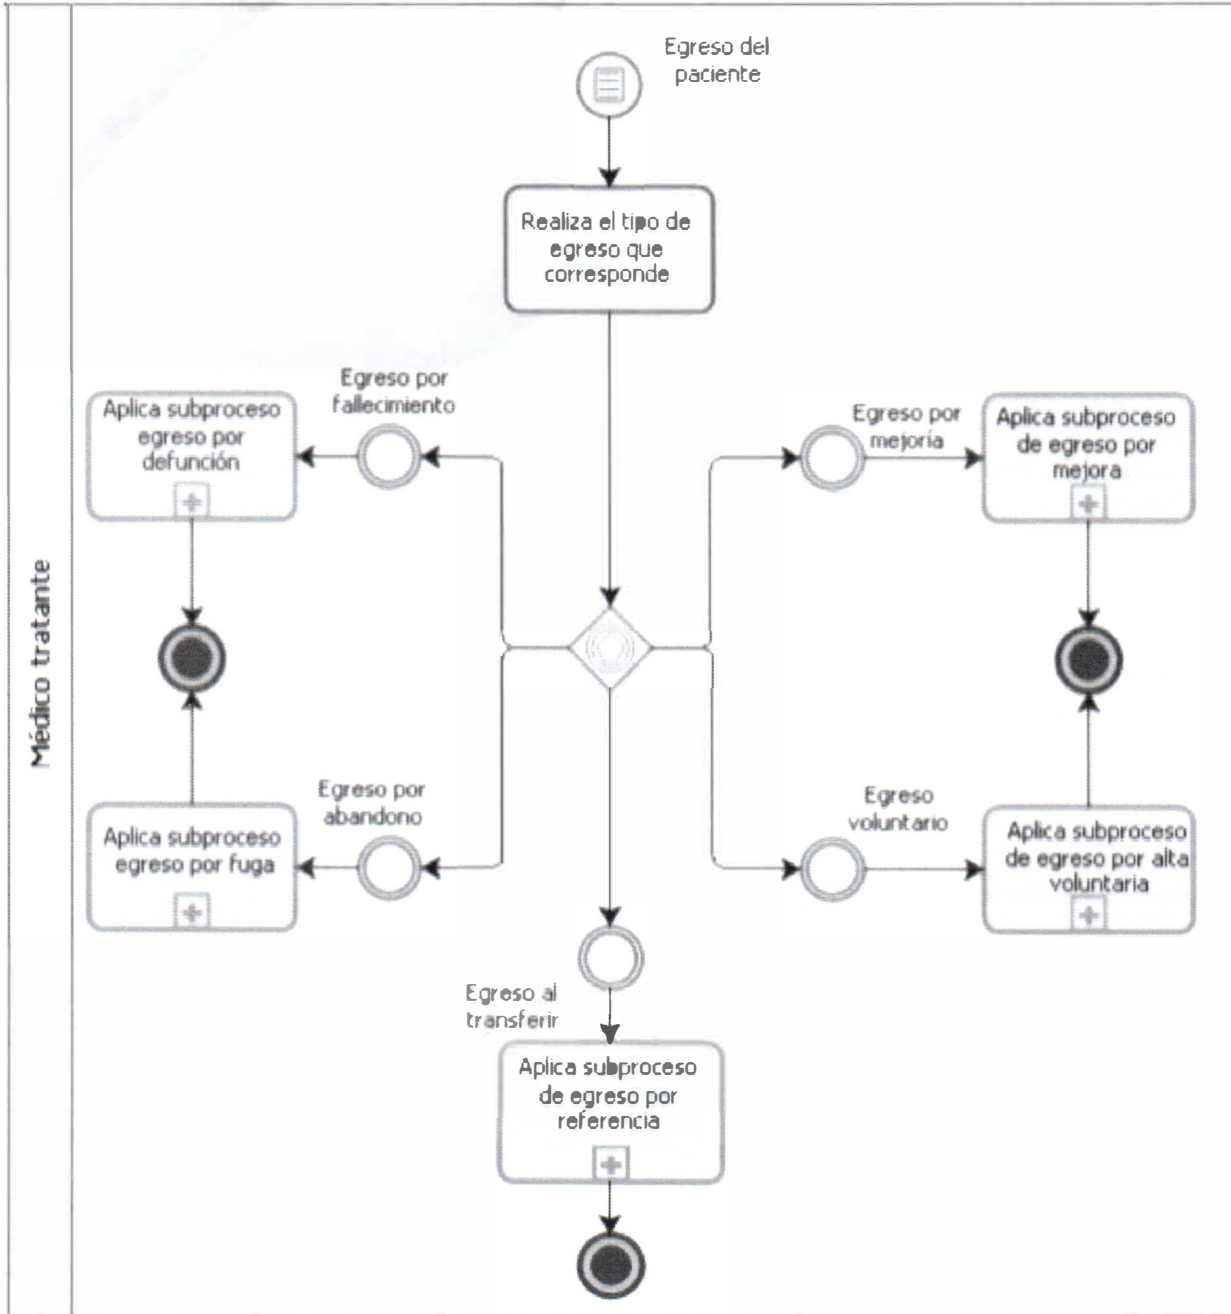 Egreso del
paciente
Realiza el tipo de
egreso que
corresponde
Egreso por
fallecimiento
Aplica subproceso
egreso por
defunción
Egreso por
mejoría
Aplica subproceso
de egreso por
mejora
Médico tratante
Egreso por
abandono
Aplica subproceso
egreso por fuga
Egreso
voluntario
Aplica subproceso
de egreso por alta
voluntaria
Egreso al
transferir
Aplica subproceso
de egreso por
referencia